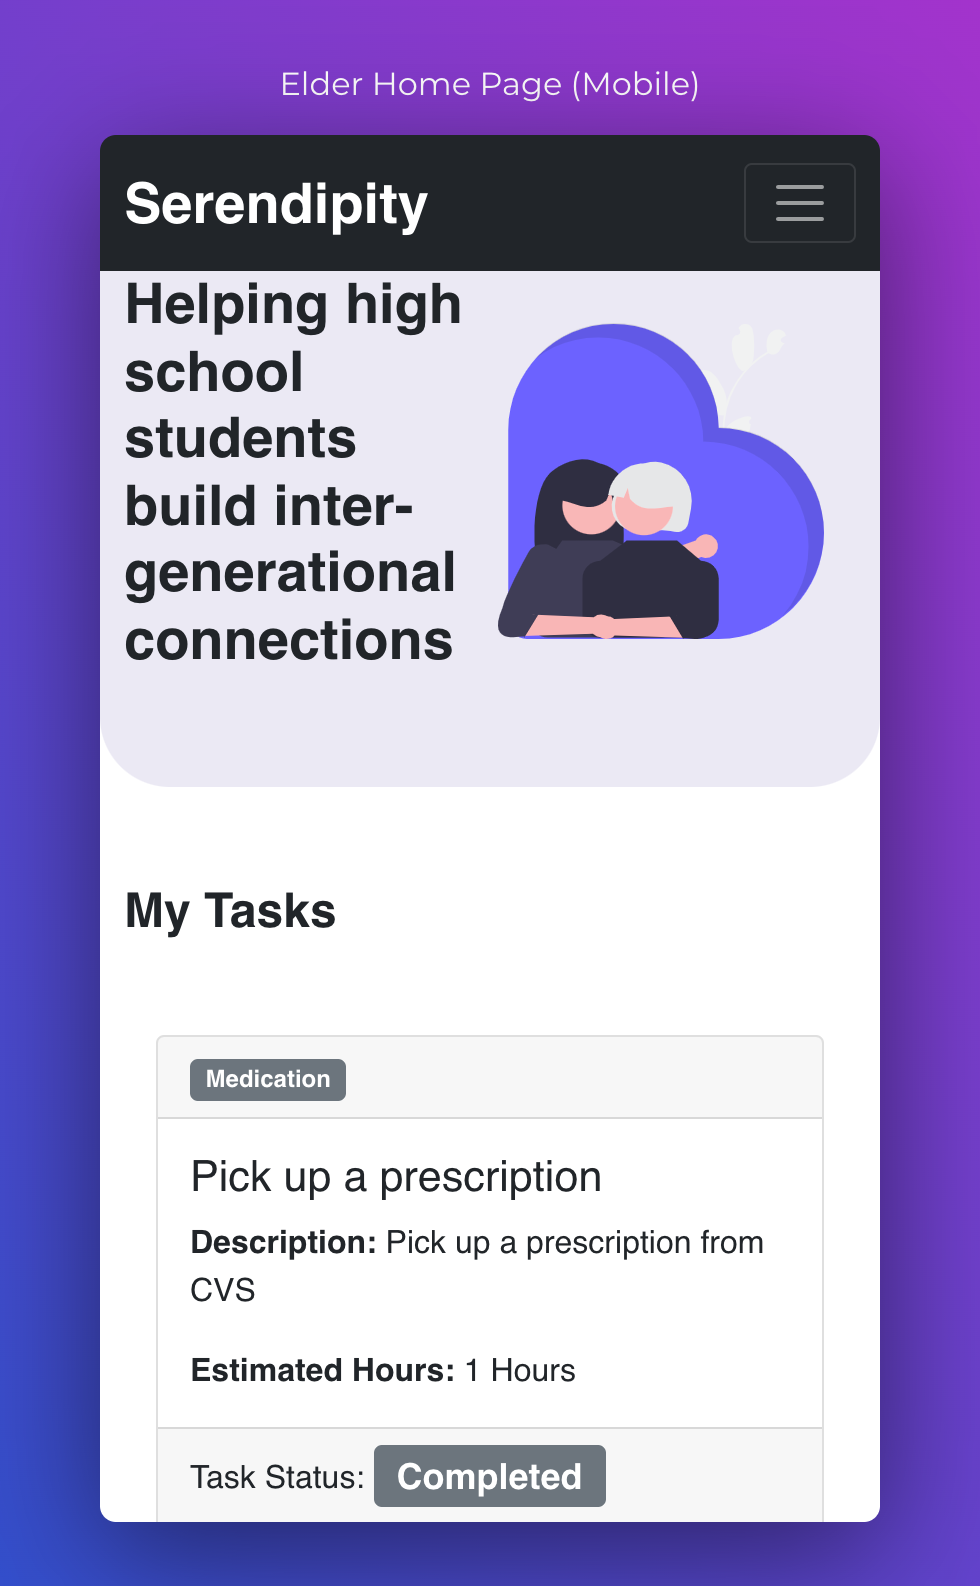 Elder Home Page (Mobile)
Serendipity
Helping high
school
students
build inter-
generational
connections
My Tasks
Medication
Pick up a prescription
Description: Pick up a prescription from
CVS
Estimated Hours: 1 Hours
Task Status: Completed